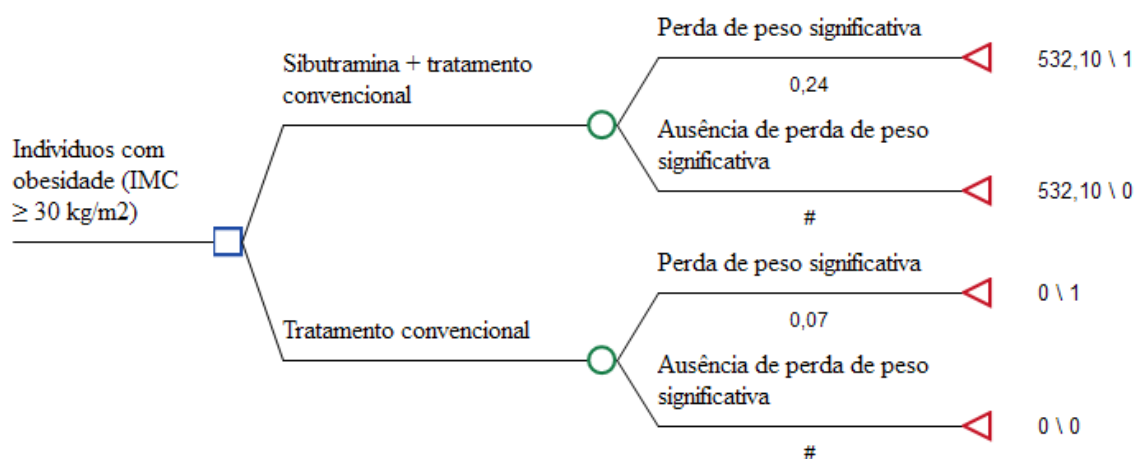 Perda de peso significativa
532,10 \ 1
0,24
Sibutramina + tratamento
convencional
Ausência de perda de peso
significativa
532,10 \ 0
#
Individuos com
obesidade (IMC
≥ 30 kg/m2)
Perda de peso significativa
0 \ 1
0,07
Tratamento convencional
Ausência de perda de peso
significativa
0 \ 0
#